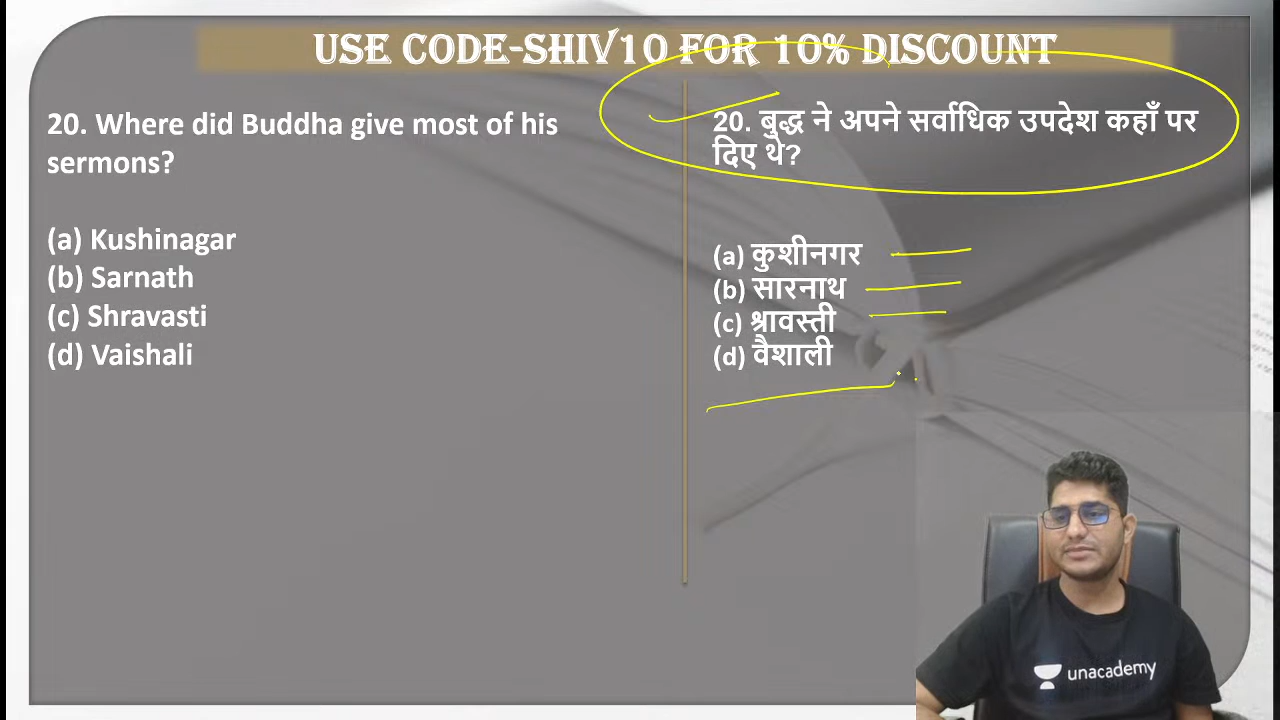 USE CODE-SHIV10 FOR 10% DISCOUNT
20. Where did Buddha give most of his
sermons?
(a) Kushinagar
(b) Sarnath
(c) Shravasti
(d) Vaishali
20. बुद्ध ने अपने सर्वाधिक उपदेश कहाँ पर
दिए थे?
(a) कुशीनगर
(b) सारनाथ
(c) श्रावस्ती
(d) वैशाली
unacademy